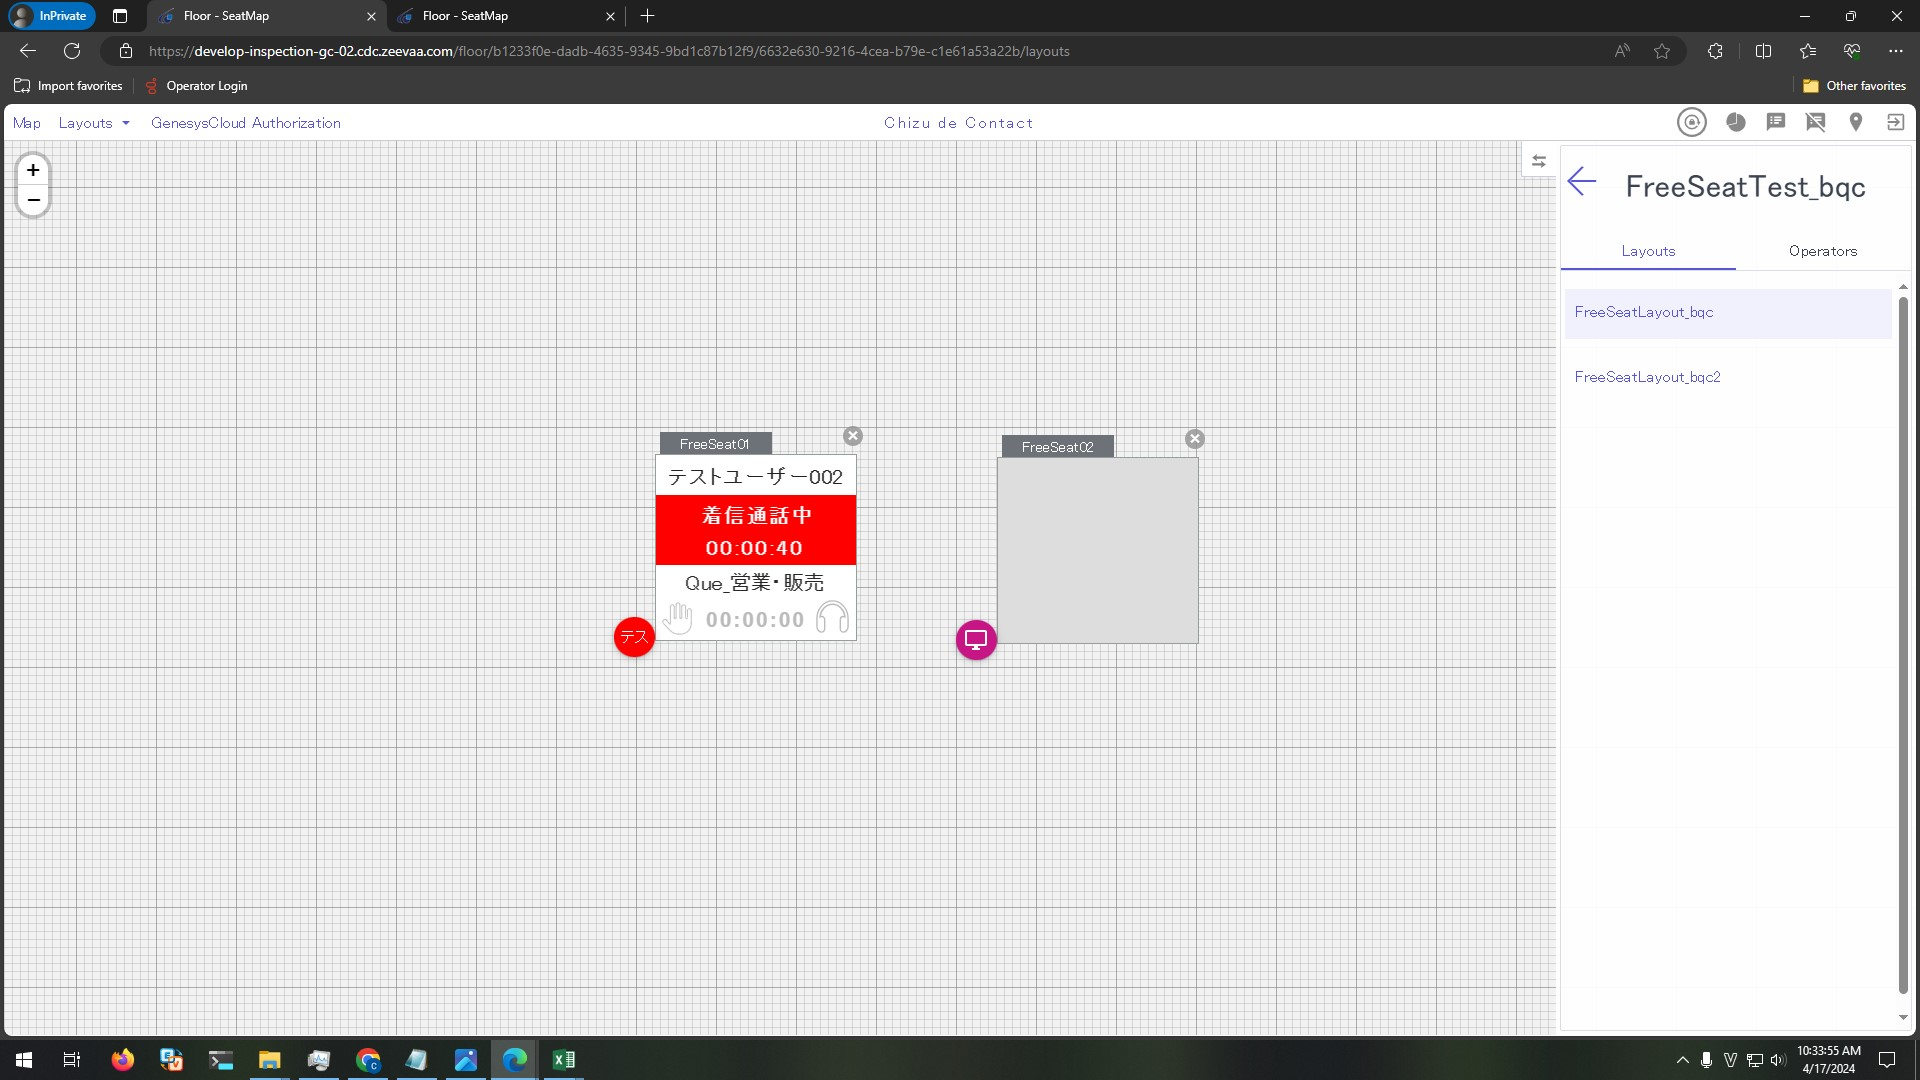 InPrivate
Floor - SeatMap
Floor - SeatMap
https://develop-inspection-gc-02.cdc.zeevaa.com/floor/b1233f0e-dadb-4635-9345-9bd1c87b12f9/6632e630-9216-4cea-b79e-c1e61a53a22b/layouts
Import favorites
Operator Login
Other favorites
Map
Layouts
GenesysCloud Authorization
Chizu de Contact
+
−
FreeSeatTest_bqc
Layouts
Operators
FreeSeatLayout_bqc
FreeSeatLayout_bqc2
FreeSeat01
テストユーザー002
着信通話中
00:00:40
Que_営業・販売
00:00:00
テス
FreeSeat02
10:33:55 AM
4/17/2024